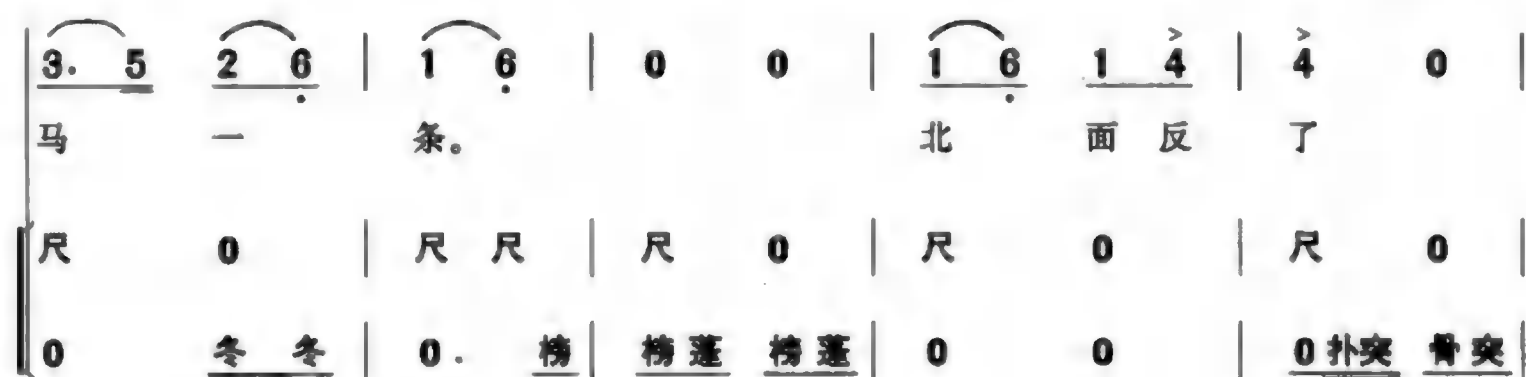 3. 5 2 6 | 1 6 | 0 0 | 1 6 1 4 | 4 0 |
马 一 条。 北 面 反 了
尺 0 | 尺 尺 | 尺 0 | 尺 0 | 尺 0 |
0 冬 冬 | 0. 榜 | 榜 蓬 榜 蓬 | 0 0 | 0 扑突 骨 突 |